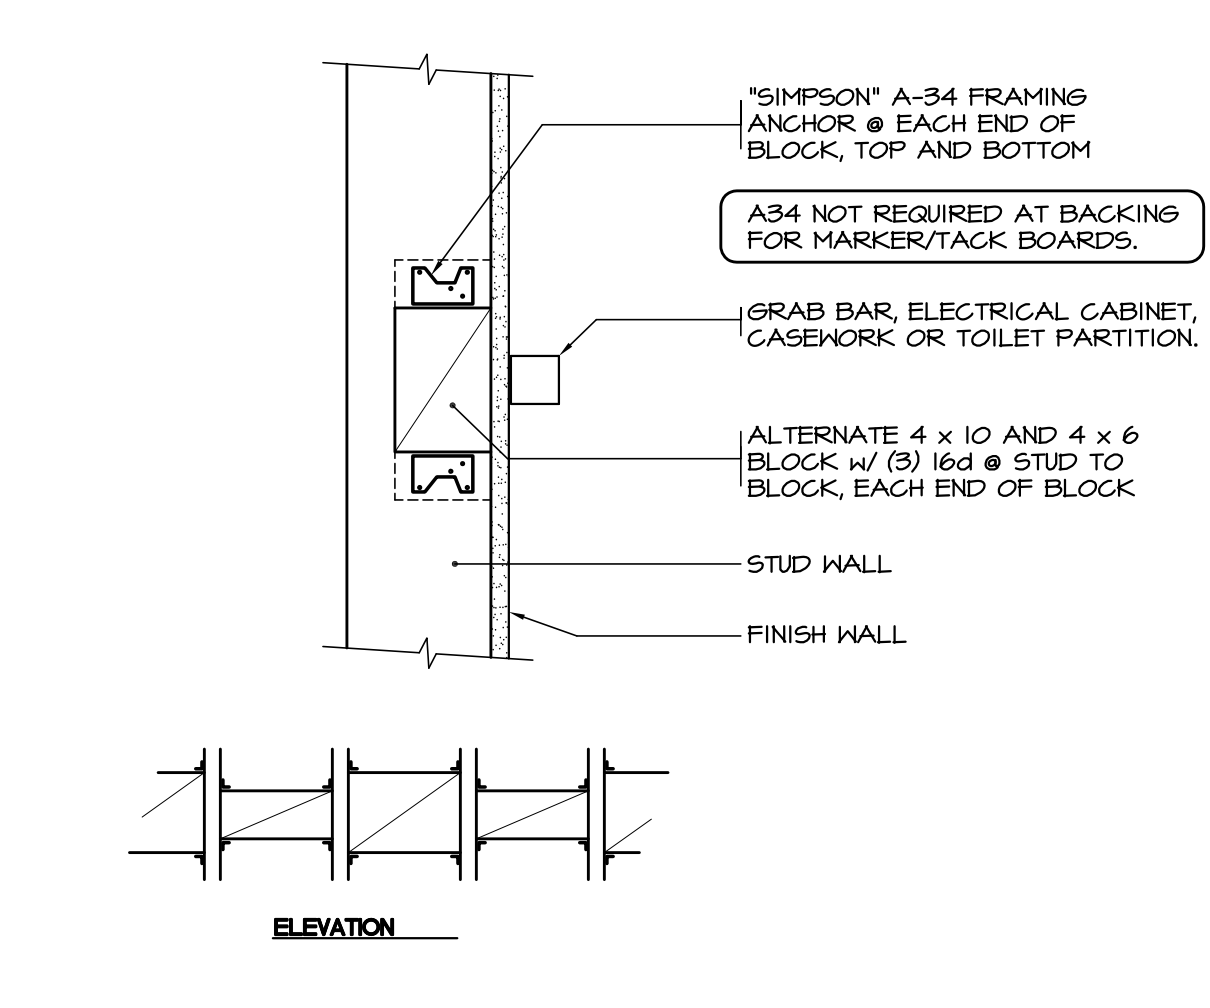 "SIMPSON" A-34 FRAMING
ANCHOR @ EACH END OF
BLOCK, TOP AND BOTTOM
A34 NOT REQUIRED AT BACKING
FOR MARKER/TACK BOARDS.
GRAB BAR, ELECTRICAL CABINET,
CASEWORK OR TOILET PARTITION.
ALTERNATE 4 x 10 AND 4 x 6
BLOCK w/ (3) 16d @ STUD TO
BLOCK, EACH END OF BLOCK
STUD WALL
FINISH WALL
ELEVATION